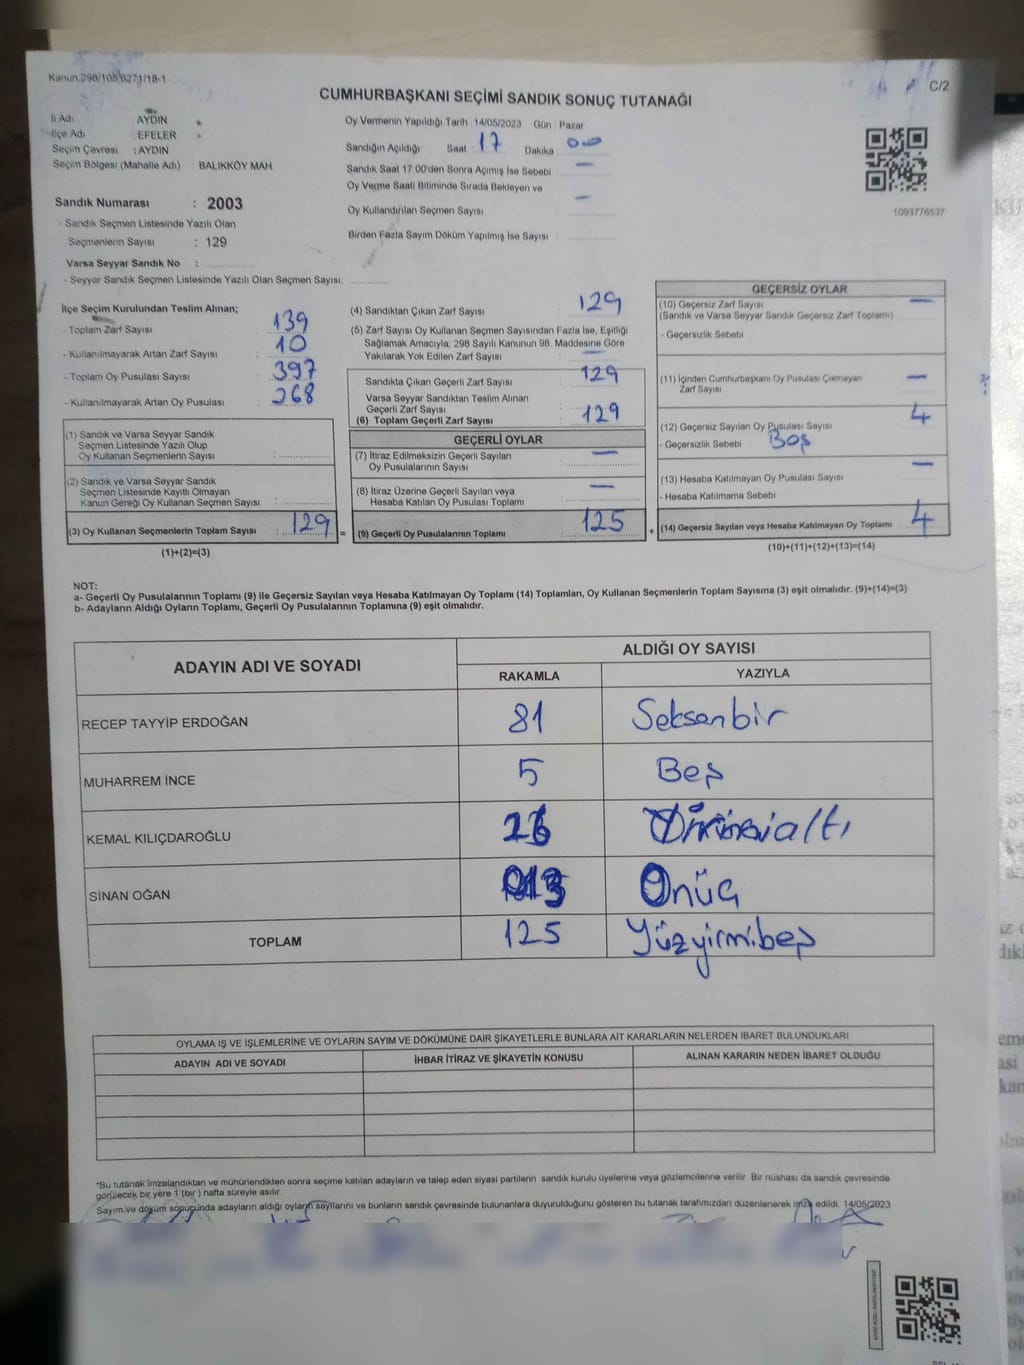 Kanun.298/105/6271/18-1
C/2
CUMHURBAŞKANI SEÇİMİ SANDIK SONUÇ TUTANAĞI
İl Adı : AYDIN
İlçe Adı : EFELER
Seçim Çevresi : AYDIN
Seçim Bölgesi (Mahalle Adı) : BALIKKÖY MAH.
Sandık Numarası : 2003
- Sandık Seçmen Listesinde Yazılı Olan
Seçmenlerin Sayısı : 129
Varsa Seyyar Sandık No :
- Seyyar Sandık Seçmen Listesinde Yazılı Olan Seçmen Sayısı:
Oy Vermenin Yapıldığı Tarih :14/05/2023 Gün : Pazar
Sandığın Açıldığı Saat : 17 Dakika : 00
Sandık Saat 17.00'den Sonra Açımış İse Sebebi : —
Oy Verme Saati Bitiminde Sırada Bekleyen ve
Oy Kullandırılan Seçmen Sayısı : —
Birden Fazla Sayım Döküm Yapılmış İse Sayısı :
1093776537
İlçe Seçim Kurulundan Teslim Alınan;
- Toplam Zarf Sayısı : 139
- Kullanılmayarak Artan Zarf Sayısı : 10
- Toplam Oy Pusulası Sayısı : 397
- Kullanılmayarak Artan Oy Pusulası : 268
(1) Sandık ve Varsa Seyyar Sandık
Seçmen Listesinde Yazılı Olup
Oy Kullanan Seçmenlerin Sayısı :
(2) Sandık ve Varsa Seyyar Sandık
Seçmen Listesinde Kayıtlı Olmayan
Kanun Gereği Oy Kullanan Seçmen Sayısı :
(3) Oy Kullanan Seçmenlerin Toplam Sayısı : 129 =
(1)+(2)=(3)
(4) Sandıktan Çıkan Zarf Sayısı : 129
(5) Zarf Sayısı Oy Kullanan Seçmen Sayısından Fazla İse, Eşitliği
Sağlamak Amacıyla, 298 Sayılı Kanunun 98. Maddesine Göre
Yakılarak Yok Edilen Zarf Sayısı : —
Sandıkta Çıkan Geçerli Zarf Sayısı : 129
Varsa Seyyar Sandıktan Teslim Alınan
Geçerli Zarf Sayısı :
(6) Toplam Geçerli Zarf Sayısı : 129
GEÇERLİ OYLAR
(7) İtiraz Edilmeksizin Geçerli Sayılan
Oy Pusulalarının Sayısı : —
(8) İtiraz Üzerine Geçerli Sayılan veya
Hesaba Katılan Oy Pusulası Toplamı : —
(9) Geçerli Oy Pusulalarının Toplamı : 125 +
GEÇERSİZ OYLAR
(10) Geçersiz Zarf Sayısı : —
(Sandık ve Varsa Seyyar Sandık Geçersiz Zarf Toplamı)
- Geçersizlik Sebebi :
(11) İçinden Cumhurbaşkanı Oy Pusulası Çıkmayan
Zarf Sayısı : —
(12) Geçersiz Sayılan Oy Pusulası Sayısı : 4
- Geçersizlik Sebebi : Boş
(13) Hesaba Katılmayan Oy Pusulası Sayısı : —
- Hesaba Katılmama Sebebi :
(14) Geçersiz Sayılan veya Hesaba Katılmayan Oy Toplamı : 4
(10)+(11)+(12)+(13)=(14)
NOT:
a- Geçerli Oy Pusulalarının Toplamı (9) ile Geçersiz Sayılan veya Hesaba Katılmayan Oy Toplamı (14) Toplamları, Oy Kullanan Seçmenlerin Toplam Sayısına (3) eşit olmalıdır. (9)+(14)=(3)
b- Adayların Aldığı Oyların Toplamı, Geçerli Oy Pusulalarının Toplamına (9) eşit olmalıdır.
ADAYIN ADI VE SOYADI ALDIĞI OY SAYISI
RAKAMLA YAZIYLA
RECEP TAYYİP ERDOĞAN 81 Seksenbir
MUHARREM İNCE 5 Beş
KEMAL KILIÇDAROĞLU 26 Yirmialtı
SİNAN OĞAN 013 Onüç
TOPLAM 125 Yüzyirmibeş
OYLAMA İŞ VE İŞLEMLERİNE VE OYLARIN SAYIM VE DÖKÜMÜNE DAİR ŞİKAYETLERLE BUNLARA AİT KARARLARIN NELERDEN İBARET BULUNDUKLARI
ADAYIN ADI VE SOYADI İHBAR İTİRAZ VE ŞİKAYETİN KONUSU ALINAN KARARIN NEDEN İBARET OLDUĞU
"Bu tutanak imzalandıktan ve mühürlendikten sonra seçime katılan adayların ve talep eden siyasi partilerin sandık kurulu üyelerine veya gözlemcilerine verilir. Bir nüshası da sandık çevresinde
görülecek bir yere 1 (bir) hafta süreyle asılır.
Sayım ve döküm sonucunda adayların aldığı oyların sayılarını ve bunların sandık çevresinde bulunanlara duyurulduğunu gösteren bu tutanak tarafımızdan düzenlenerek imza edildi. 14/05/2023